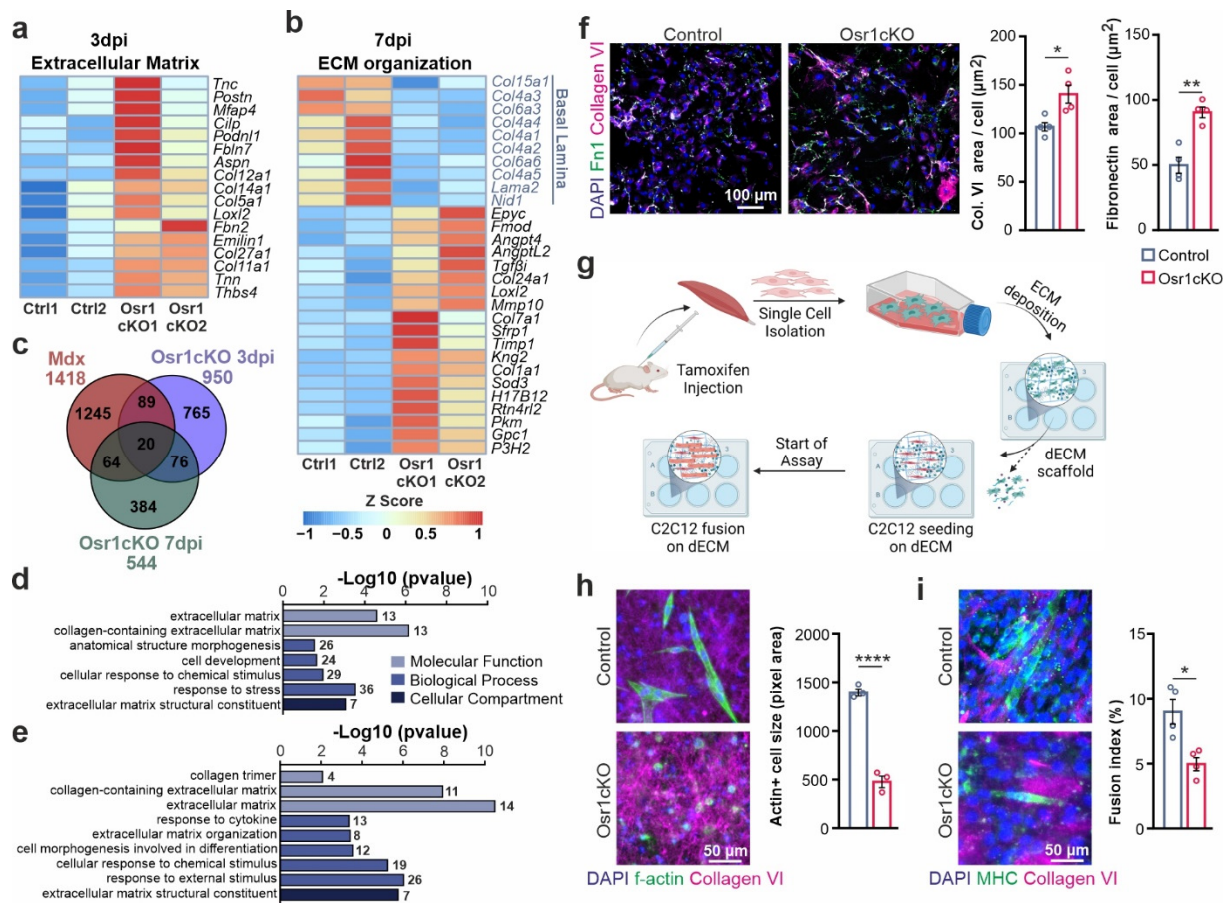 a
3dpi
Extracellular Matrix
Tnc
Postn
Mfap4
Cilp
Podnl1
Fbln7
Aspn
Col12a1
Col14a1
Col5a1
Loxl2
Fbn2
Emilin1
Col27a1
Col11a1
Tnn
Thbs4
Ctrl1 Ctrl2 Osr1 Osr1
cKO1 cKO2
b
7dpi
ECM organization
Col15a1
Col4a3
Col6a3
Col4a4
Col4a1
Col4a2
Col6a6
Col4a5
Lama2
Nid1
Basal Lamina
Epyc
Fmod
Angpt4
AngptL2
Tgfβi
Col24a1
Loxl2
Mmp10
Col7a1
Sfrp1
Timp1
Kng2
Col1a1
Sod3
H17B12
Rtn4rl2
Pkm
Gpc1
P3H2
Ctrl1 Ctrl2 Osr1 Osr1
cKO1 cKO2
Z Score
−1 −0.5 0 0.5 1
c
Mdx
1418
Osr1cKO 3dpi
950
1245 89 765
20
64 76
384
Osr1cKO 7dpi
544
d
-Log10 (pvalue)
0 2 4 6 8 10
extracellular matrix 13
collagen-containing extracellular matrix 13
anatomical structure morphogenesis 26
cell development 24
cellular response to chemical stimulus 29
response to stress 36
extracellular matrix structural constituent 7
Molecular Function
Biological Process
Cellular Compartment
e
-Log10 (pvalue)
0 2 4 6 8 10
collagen trimer 4
collagen-containing extracellular matrix 11
extracellular matrix 14
response to cytokine 13
extracellular matrix organization 8
cell morphogenesis involved in differentiation 12
cellular response to chemical stimulus 19
response to external stimulus 26
extracellular matrix structural constituent 7
f
Control Osr1cKO
DAPI Fn1 Collagen VI
100 µm
Col. VI area / cell (µm2)
200
150
100
50
0
*
Fibronectin area / cell (µm²)
150
100
50
0
**
Control
Osr1cKO
g
Tamoxifen
Injection
Single Cell
Isolation
ECM
deposition
3
A
B
dECM
scaffold
3
A
B
C2C12 seeding
on dECM
Start of
Assay
3
A
B
C2C12 fusion
on dECM
h
Control
Osr1cKO
50 µm
DAPI f-actin Collagen VI
Actin+ cell size (pixel area)
2000
1500
1000
500
0
****
i
Control
Osr1cKO
50 µm
DAPI MHC Collagen VI
Fusion index (%)
15
10
5
0
*